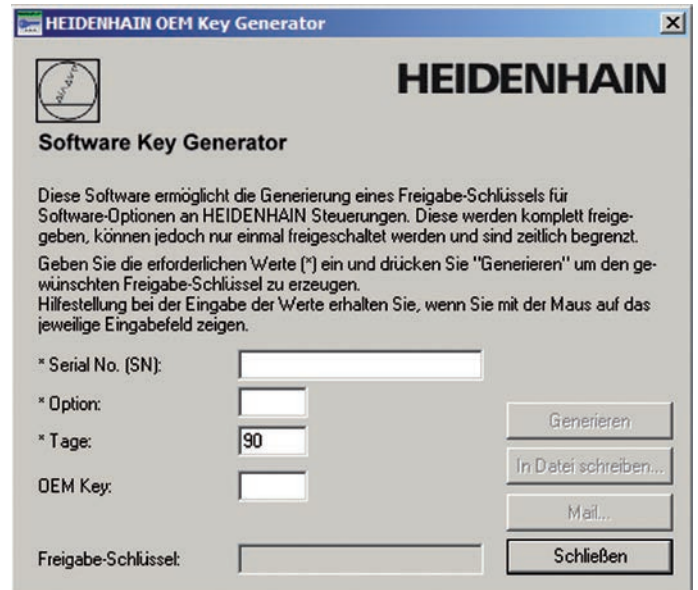 HEIDENHAIN OEM Key Generator
HEIDENHAIN
Software Key Generator
Diese Software ermöglicht die Generierung eines Freigabe-Schlüssels für
Software-Optionen an HEIDENHAIN Steuerungen. Diese werden komplett freige-
geben, können jedoch nur einmal freigeschaltet werden und sind zeitlich begrenzt.
Geben Sie die erforderlichen Werte (*) ein und drücken Sie "Generieren" um den ge-
wünschten Freigabe-Schlüssel zu erzeugen.
Hilfestellung bei der Eingabe der Werte erhalten Sie, wenn Sie mit der Maus auf das
jeweilige Eingabefeld zeigen.
* Serial No. (SN):
* Option:
Generieren
* Tage: 90
In Datei schreiben...
OEM Key:
Mail...
Freigabe-Schlüssel:
Schließen